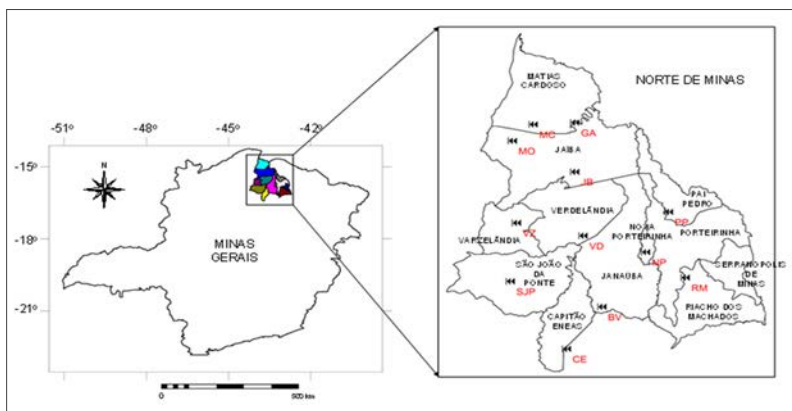 -51°
-48°
-45°
-42°
-15°
-18°
-21°
N
MINAS
GERAIS
0
500 km
NORTE DE MINAS
MATIAS
CARDOSO
MC
GA
MO
JAÍBA
JB
PAI
PEDRO
PP
VERDELÂNDIA
VZ
VARZELÂNDIA
VD
NOVA
PORTEIRINHA
PORTEIRINHA
NP
SERRANOPOLIS
DE
MINAS
SÃO JOÃO
DA
PONTE
SJP
JANAÚBA
RM
RIACHO DOS
MACHADOS
CAPITÃO
ENEAS
BV
CE